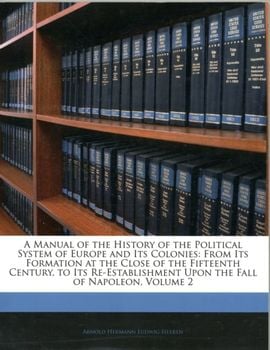 A Manual of the History of the Political
System of Europe and Its Colonies: From Its
Formation at the Close of the Fifteenth
Century, to Its Re-Establishment Upon the Fall
of Napoleon, Volume 2
Arnold Hermann Ludwig Heeren